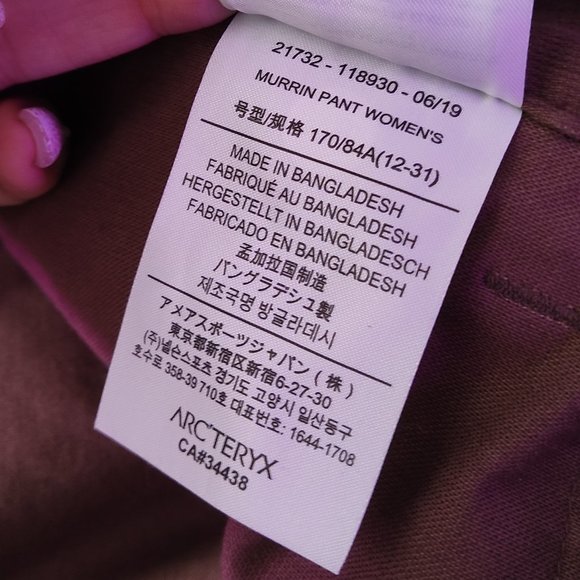 21732 - 118930 - 06/19
MURRIN PANT WOMEN'S
号型/规格 170/84A(12-31)
MADE IN BANGLADESH
FABRIQUÉ AU BANGLADESH
HERGESTELLT IN BANGLADESCH
FABRICADO EN BANGLADESH
孟加拉国制造
バングラデシュ製
제조국명 방글라데시
アメアスポーツジャパン(株)
東京都新宿区新宿6-27-30
(주)넬슨스포츠 경기도 고양시 일산동구
호수로 358-39 710호 대표번호: 1644-1708
ARC'TERYX
CA#34438